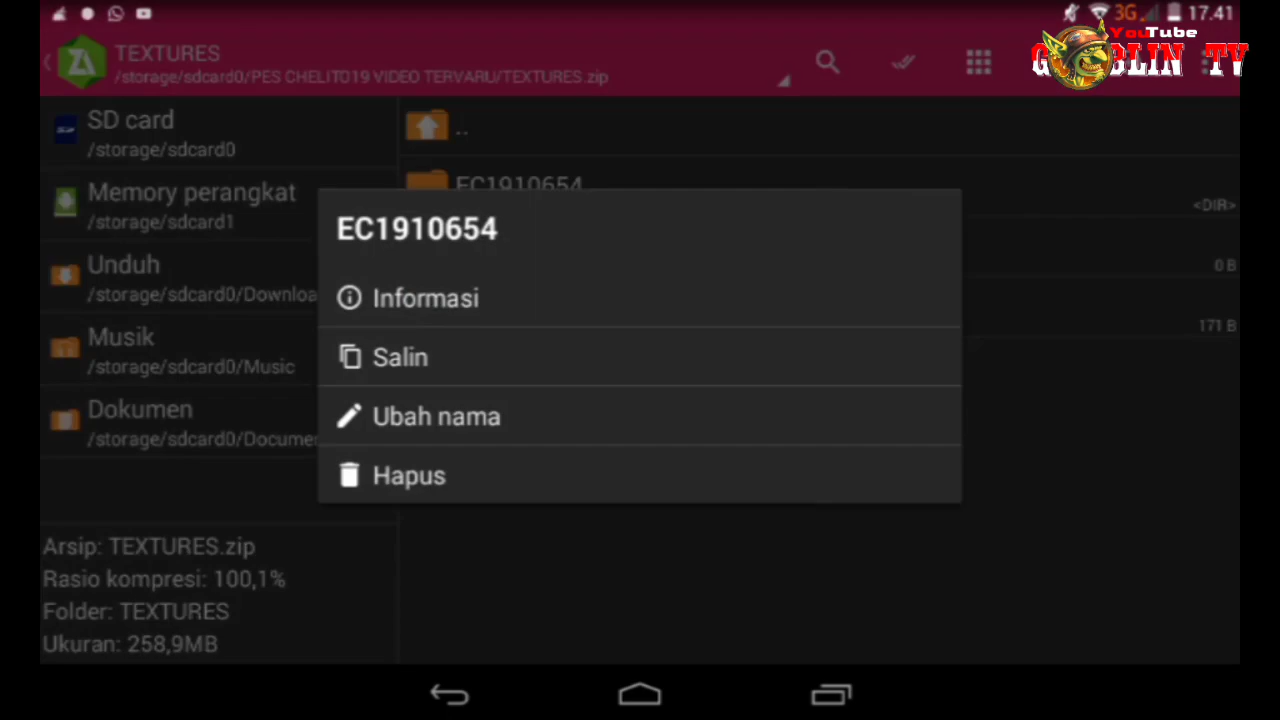 3G 17.41
YouTube
GOBLIN TV
TEXTURES
/storage/sdcard0/PES CHELITO19 VIDEO TERVARU/TEXTURES.zip
SD card
/storage/sdcard0
Memory perangkat
/storage/sdcard1
Unduh
/storage/sdcard0/Downloa
Musik
/storage/sdcard0/Music
Dokumen
/storage/sdcard0/Documen
Arsip: TEXTURES.zip
Rasio kompresi: 100,1%
Folder: TEXTURES
Ukuran: 258,9MB
..
EC1910654
<DIR>
0 B
171 B
EC1910654
Informasi
Salin
Ubah nama
Hapus